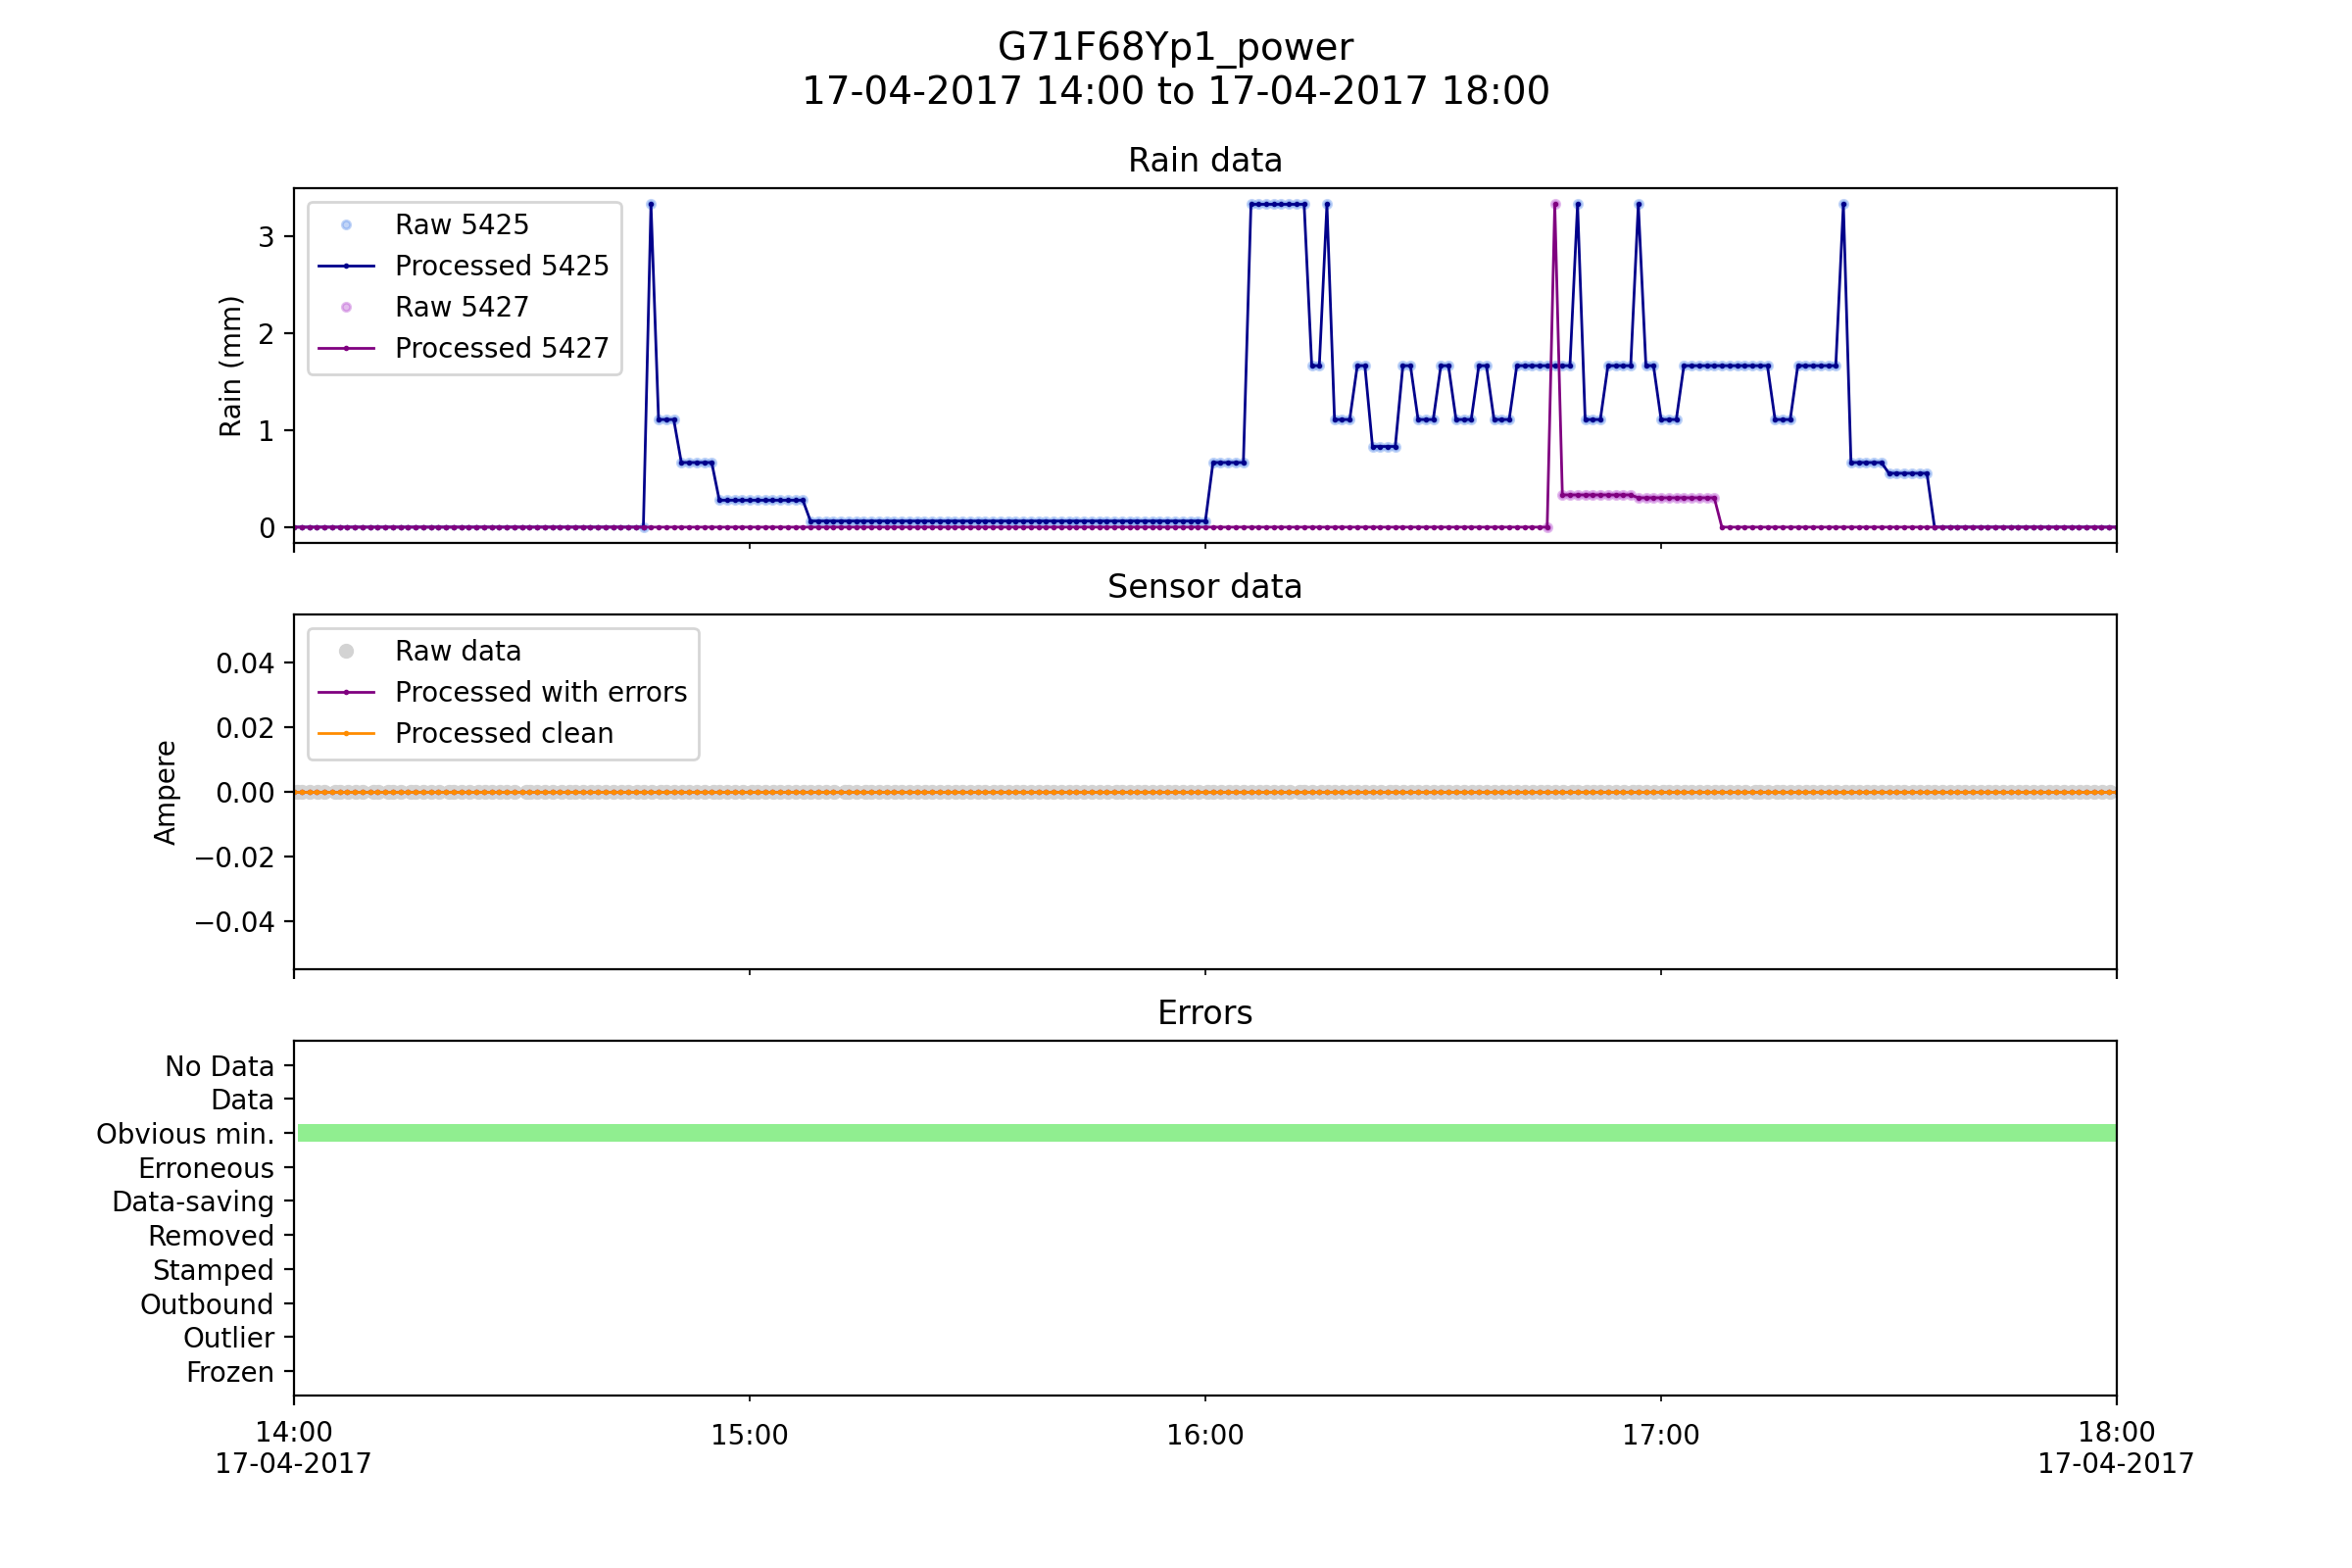 G71F68Yp1_power
17-04-2017 14:00 to 17-04-2017 18:00
Rain data
Rain (mm)
3
2
1
0
Raw 5425
Processed 5425
Raw 5427
Processed 5427
Sensor data
Ampere
0.04
0.02
0.00
−0.02
−0.04
Raw data
Processed with errors
Processed clean
Errors
No Data
Data
Obvious min.
Erroneous
Data-saving
Removed
Stamped
Outbound
Outlier
Frozen
14:00 15:00 16:00 17:00 18:00
17-04-2017 17-04-2017